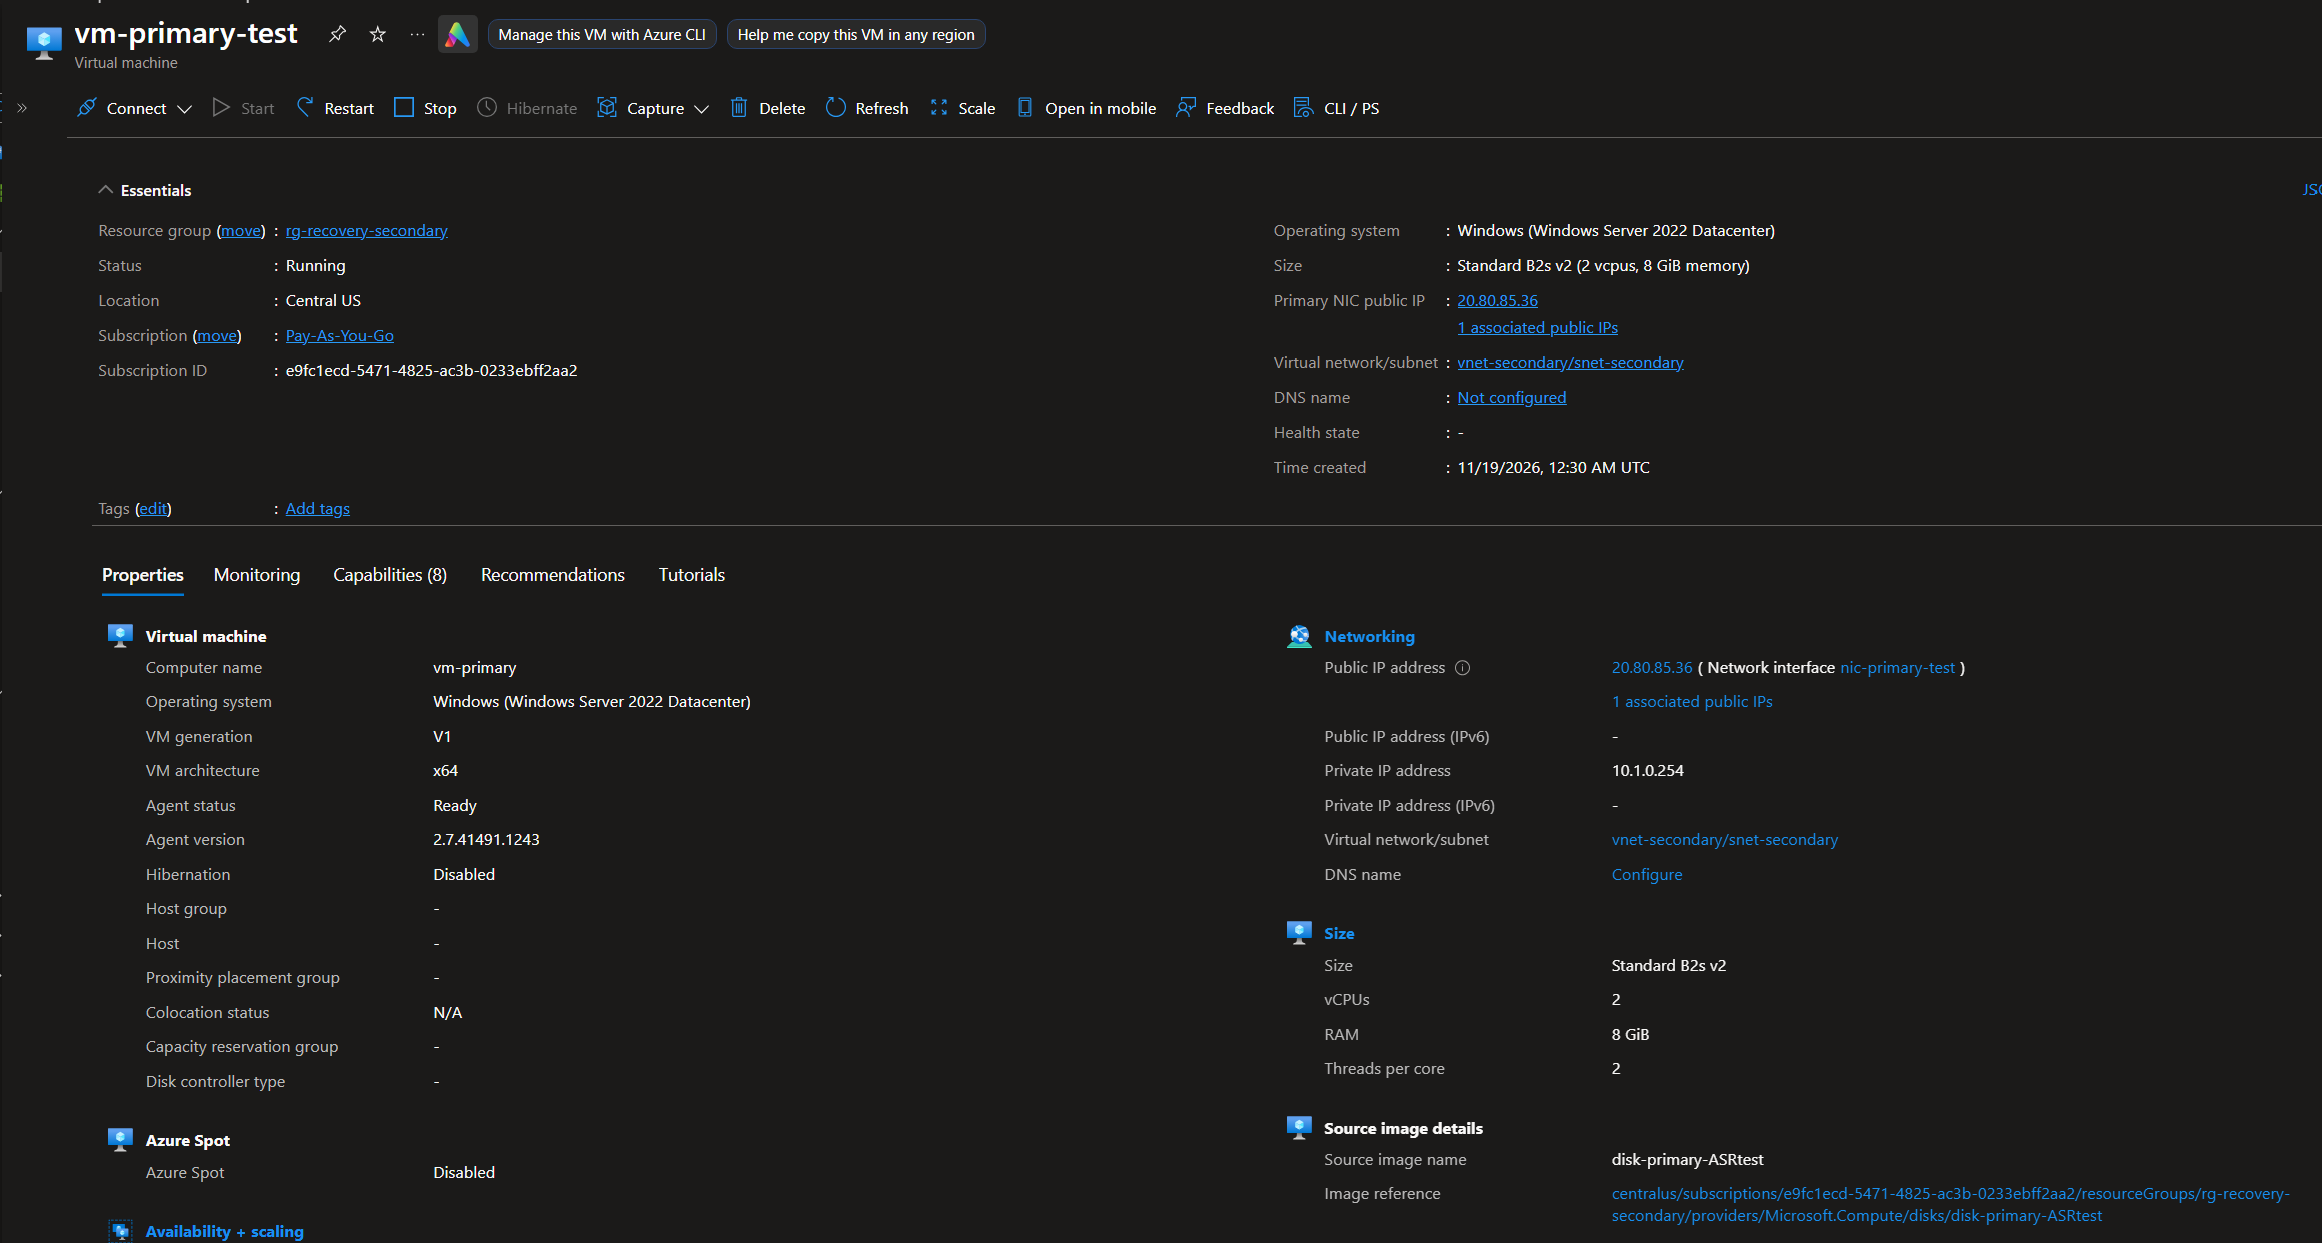 vm-primary-test
Manage this VM with Azure CLI
Help me copy this VM in any region
Virtual machine
Connect
Start
Restart
Stop
Hibernate
Capture
Delete
Refresh
Scale
Open in mobile
Feedback
CLI / PS
Essentials
Resource group (move) : rg-recovery-secondary
Status : Running
Location : Central US
Subscription (move) : Pay-As-You-Go
Subscription ID : e9fc1ecd-5471-4825-ac3b-0233ebff2aa2
Operating system : Windows (Windows Server 2022 Datacenter)
Size : Standard B2s v2 (2 vcpus, 8 GiB memory)
Primary NIC public IP : 20.80.85.36
1 associated public IPs
Virtual network/subnet : vnet-secondary/snet-secondary
DNS name : Not configured
Health state : -
Time created : 11/19/2026, 12:30 AM UTC
Tags (edit) : Add tags
Properties
Monitoring
Capabilities (8)
Recommendations
Tutorials
Virtual machine
Computer name vm-primary
Operating system Windows (Windows Server 2022 Datacenter)
VM generation V1
VM architecture x64
Agent status Ready
Agent version 2.7.41491.1243
Hibernation Disabled
Host group -
Host -
Proximity placement group -
Colocation status N/A
Capacity reservation group -
Disk controller type -
Azure Spot
Azure Spot Disabled
Availability + scaling
Networking
Public IP address 20.80.85.36 ( Network interface nic-primary-test )
1 associated public IPs
Public IP address (IPv6) -
Private IP address 10.1.0.254
Private IP address (IPv6) -
Virtual network/subnet vnet-secondary/snet-secondary
DNS name Configure
Size
Size Standard B2s v2
vCPUs 2
RAM 8 GiB
Threads per core 2
Source image details
Source image name disk-primary-ASRtest
Image reference centralus/subscriptions/e9fc1ecd-5471-4825-ac3b-0233ebff2aa2/resourceGroups/rg-recovery-
secondary/providers/Microsoft.Compute/disks/disk-primary-ASRtest